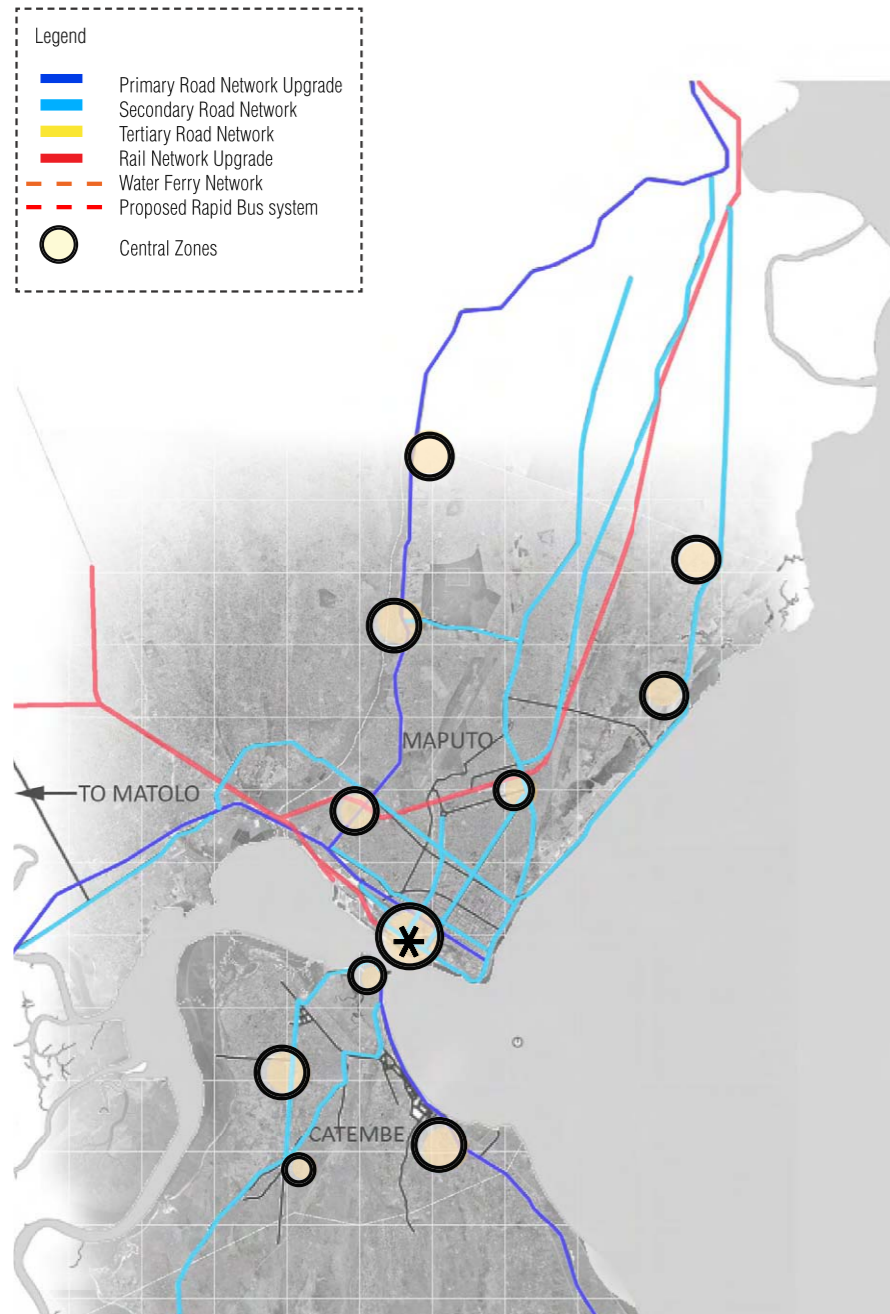 Legend
Primary Road Network Upgrade
Secondary Road Network
Tertiary Road Network
Rail Network Upgrade
Water Ferry Network
Proposed Rapid Bus system
Central Zones
MAPUTO
TO MATOLO
CATEMBE